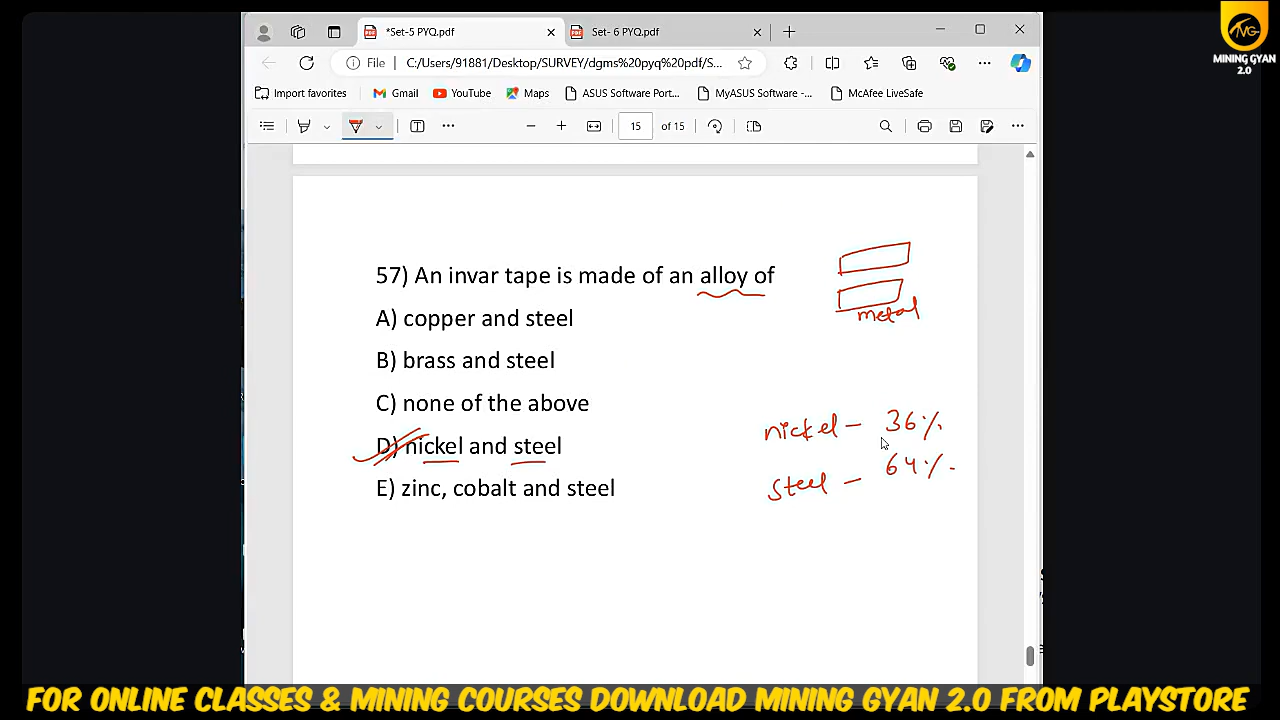 *Set-5 PYQ.pdf
Set- 6 PYQ.pdf
MINING GYAN
2.0
File
C:/Users/91881/Desktop/SURVEY/dgms%20pyq%20pdf/S...
Import favorites
Gmail
YouTube
Maps
ASUS Software Port...
MyASUS Software -...
McAfee LiveSafe
15 of 15
57) An invar tape is made of an alloy of
A) copper and steel
metal
B) brass and steel
C) none of the above
nickel - 36%
D) nickel and steel
steel - 64%
E) zinc, cobalt and steel
FOR ONLINE CLASSES & MINING COURSES DOWNLOAD MINING GYAN 2.0 FROM PLAYSTORE